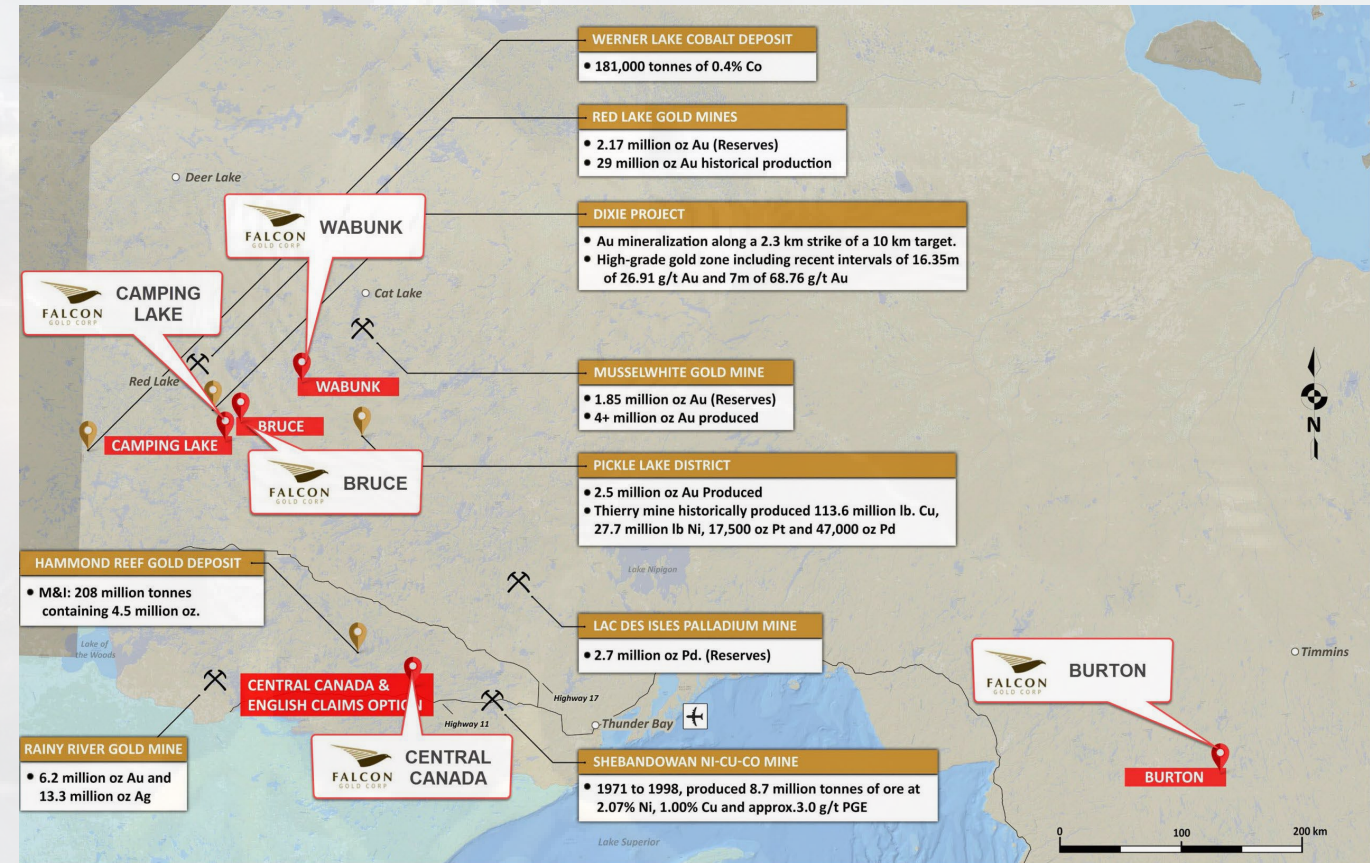 WERNER LAKE COBALT DEPOSIT
• 181,000 tonnes of 0.4% Co
RED LAKE GOLD MINES
• 2.17 million oz Au (Reserves)
• 29 million oz Au historical production
Deer Lake
FALCON
GOLD CORP
WABUNK
DIXIE PROJECT
• Au mineralization along a 2.3 km strike of a 10 km target.
• High-grade gold zone including recent intervals of 16.35m
of 26.91 g/t Au and 7m of 68.76 g/t Au
FALCON
GOLD CORP
CAMPING
LAKE
Cat Lake
Red Lake
WABUNK
MUSSELWHITE GOLD MINE
• 1.85 million oz Au (Reserves)
• 4+ million oz Au produced
BRUCE
CAMPING LAKE
FALCON
GOLD CORP
BRUCE
N
PICKLE LAKE DISTRICT
• 2.5 million oz Au Produced
• Thierry mine historically produced 113.6 million lb. Cu,
27.7 million lb Ni, 17,500 oz Pt and 47,000 oz Pd
HAMMOND REEF GOLD DEPOSIT
• M&I: 208 million tonnes
containing 4.5 million oz.
Lake Nipigon
LAC DES ISLES PALLADIUM MINE
• 2.7 million oz Pd. (Reserves)
Lake of
the Woods
CENTRAL CANADA &
ENGLISH CLAIMS OPTION
Highway 17
Highway 11
Thunder Bay
FALCON
GOLD CORP
BURTON
Timmins
RAINY RIVER GOLD MINE
• 6.2 million oz Au and
13.3 million oz Ag
FALCON
GOLD CORP
CENTRAL
CANADA
SHEBANDOWAN NI-CU-CO MINE
• 1971 to 1998, produced 8.7 million tonnes of ore at
2.07% Ni, 1.00% Cu and approx.3.0 g/t PGE
BURTON
Lake Superior
0 100 200 km